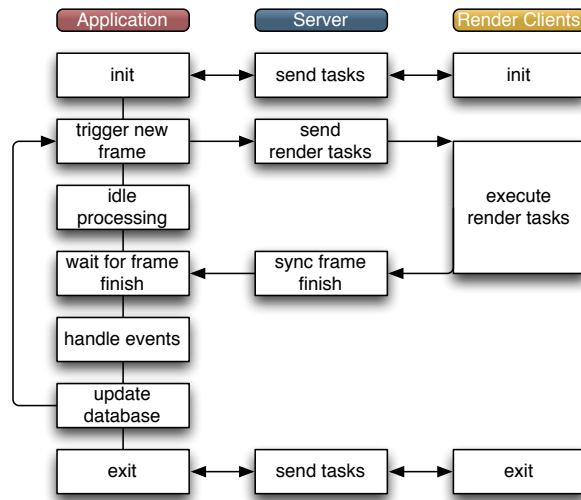 Application
Server
Render Clients
init
send tasks
init
trigger new
frame
send
render tasks
execute
render tasks
idle
processing
wait for frame
finish
sync frame
finish
handle events
update
database
exit
send tasks
exit